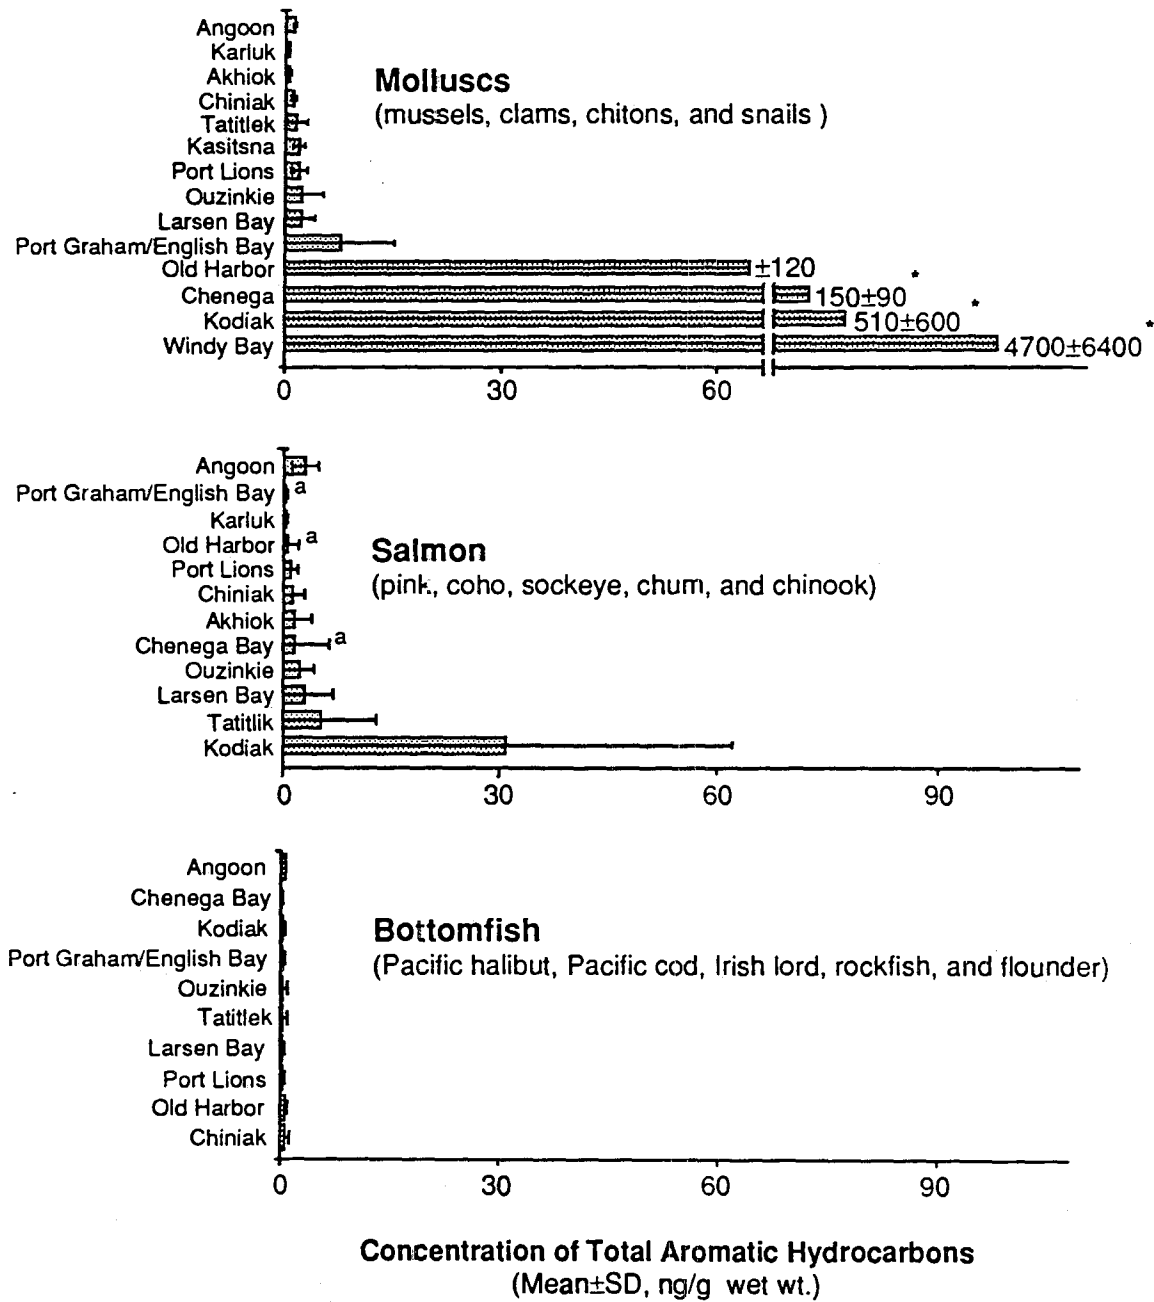 Angoon
Karluk
Akhiok
Chiniak
Tatitlek
Kasitsna
Port Lions
Ouzinkie
Larsen Bay
Port Graham/English Bay
Old Harbor
Chenega
Kodiak
Windy Bay
Molluscs
(mussels, clams, chitons, and snails )
±120
150±90 *
510±600 *
4700±6400 *
0 30 60
Angoon
Port Graham/English Bay a
Karluk
Old Harbor a
Port Lions
Chiniak
Akhiok
Chenega Bay a
Ouzinkie
Larsen Bay
Tatitlik
Kodiak
Salmon
(pink, coho, sockeye, chum, and chinook)
0 30 60 90
Angoon
Chenega Bay
Kodiak
Port Graham/English Bay
Ouzinkie
Tatitlek
Larsen Bay
Port Lions
Old Harbor
Chiniak
Bottomfish
(Pacific halibut, Pacific cod, Irish lord, rockfish, and flounder)
0 30 60 90
Concentration of Total Aromatic Hydrocarbons
(Mean±SD, ng/g wet wt.)